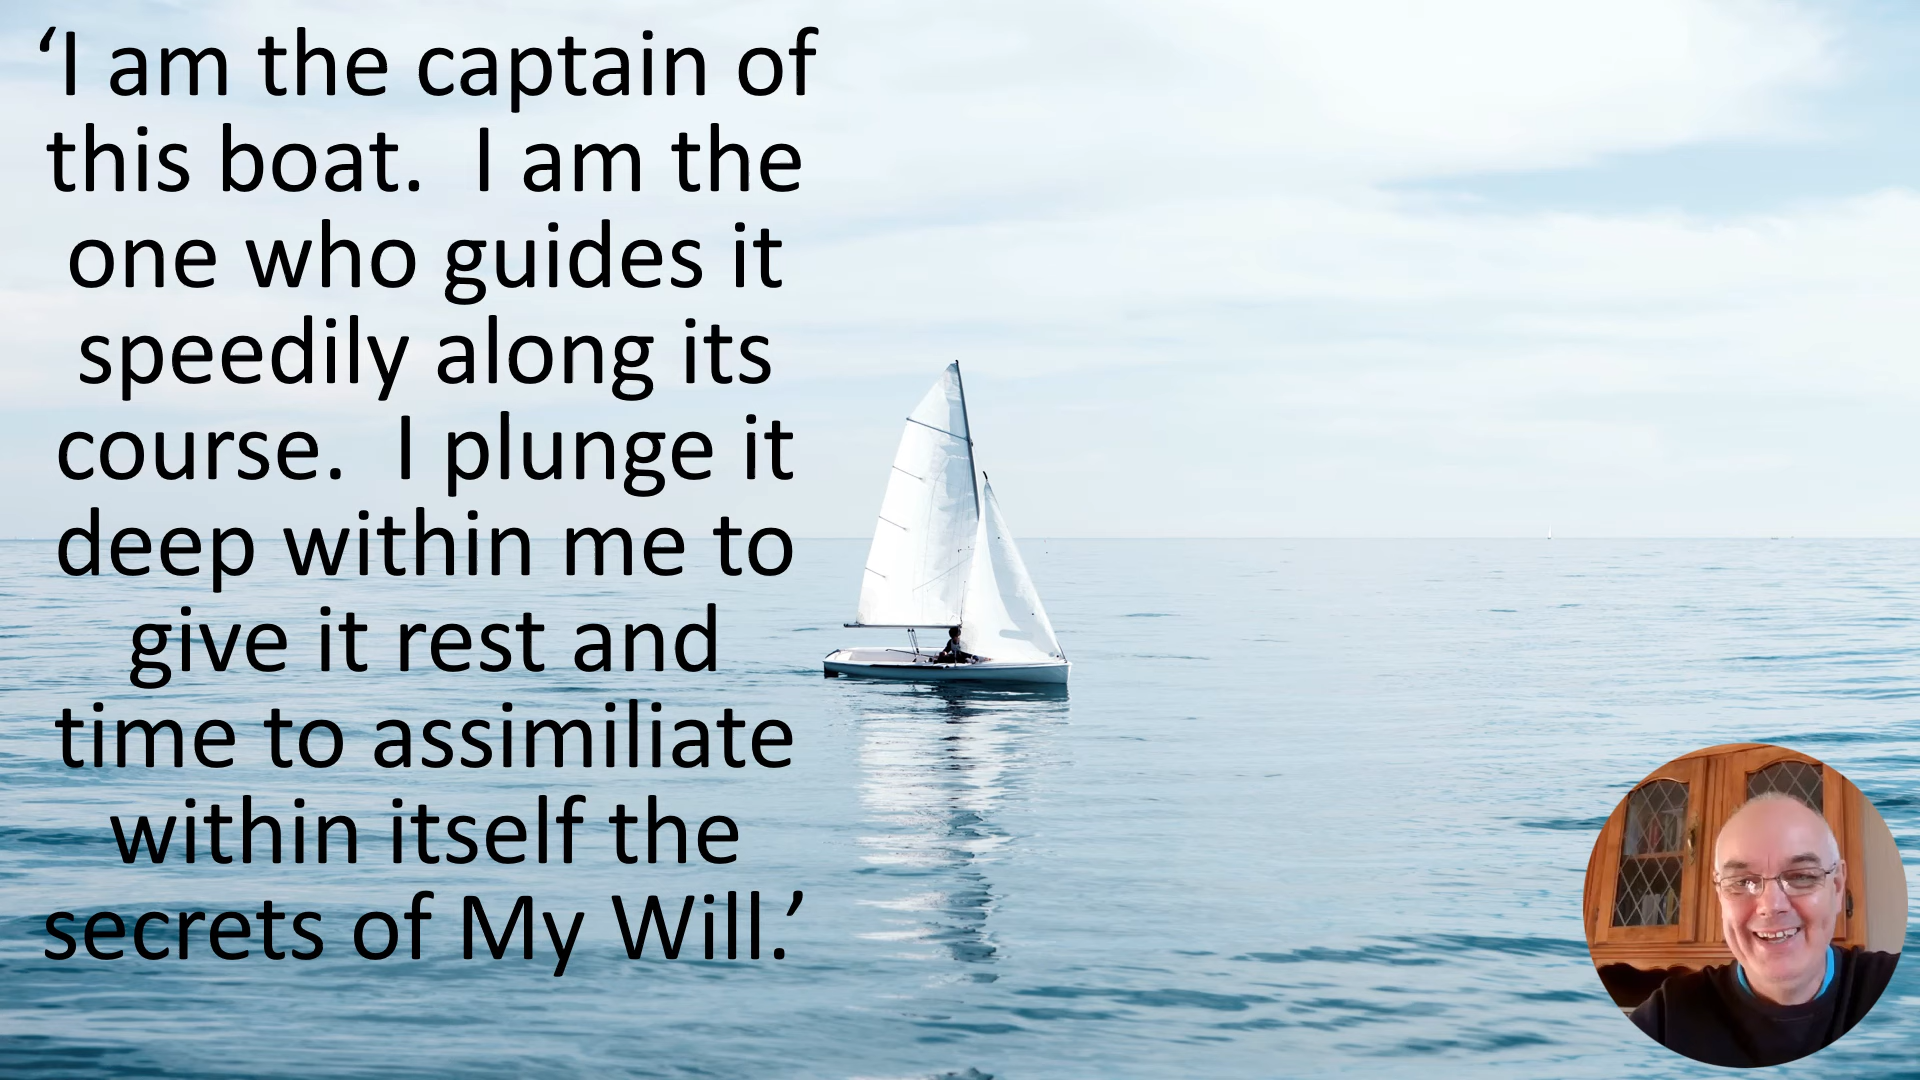 ‘I am the captain of
this boat.  I am the
one who guides it
speedily along its
course.  I plunge it
deep within me to
give it rest and
time to assimiliate
within itself the
secrets of My Will.’